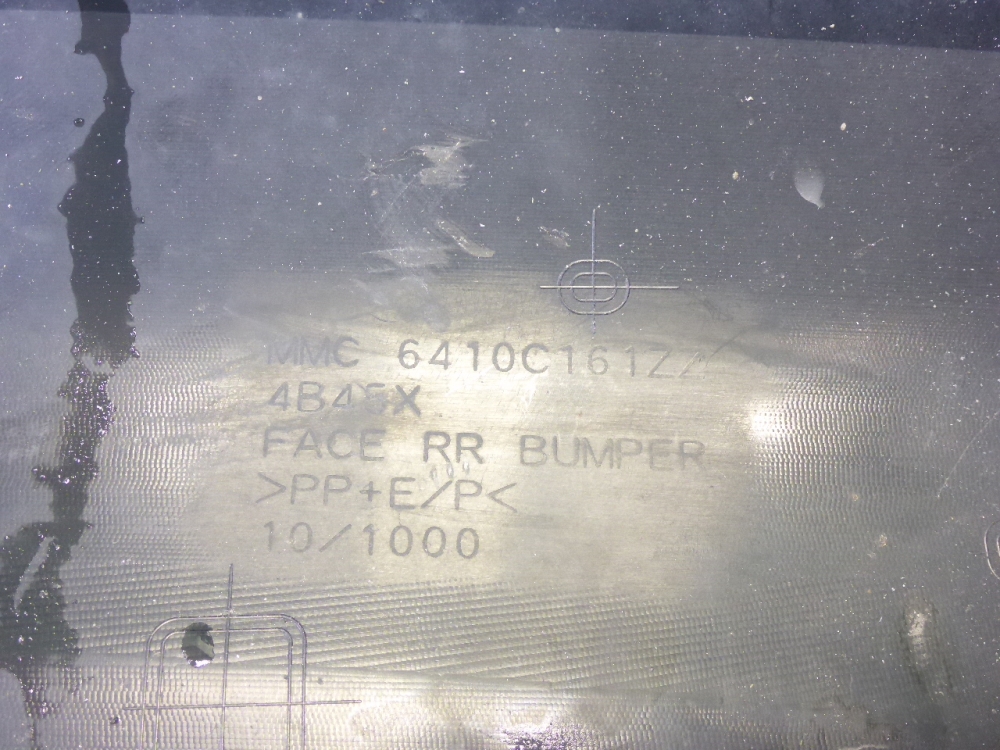 MMC 6410C161ZZ
FACE RR BUMPER
>PP+E/P<
10/1000